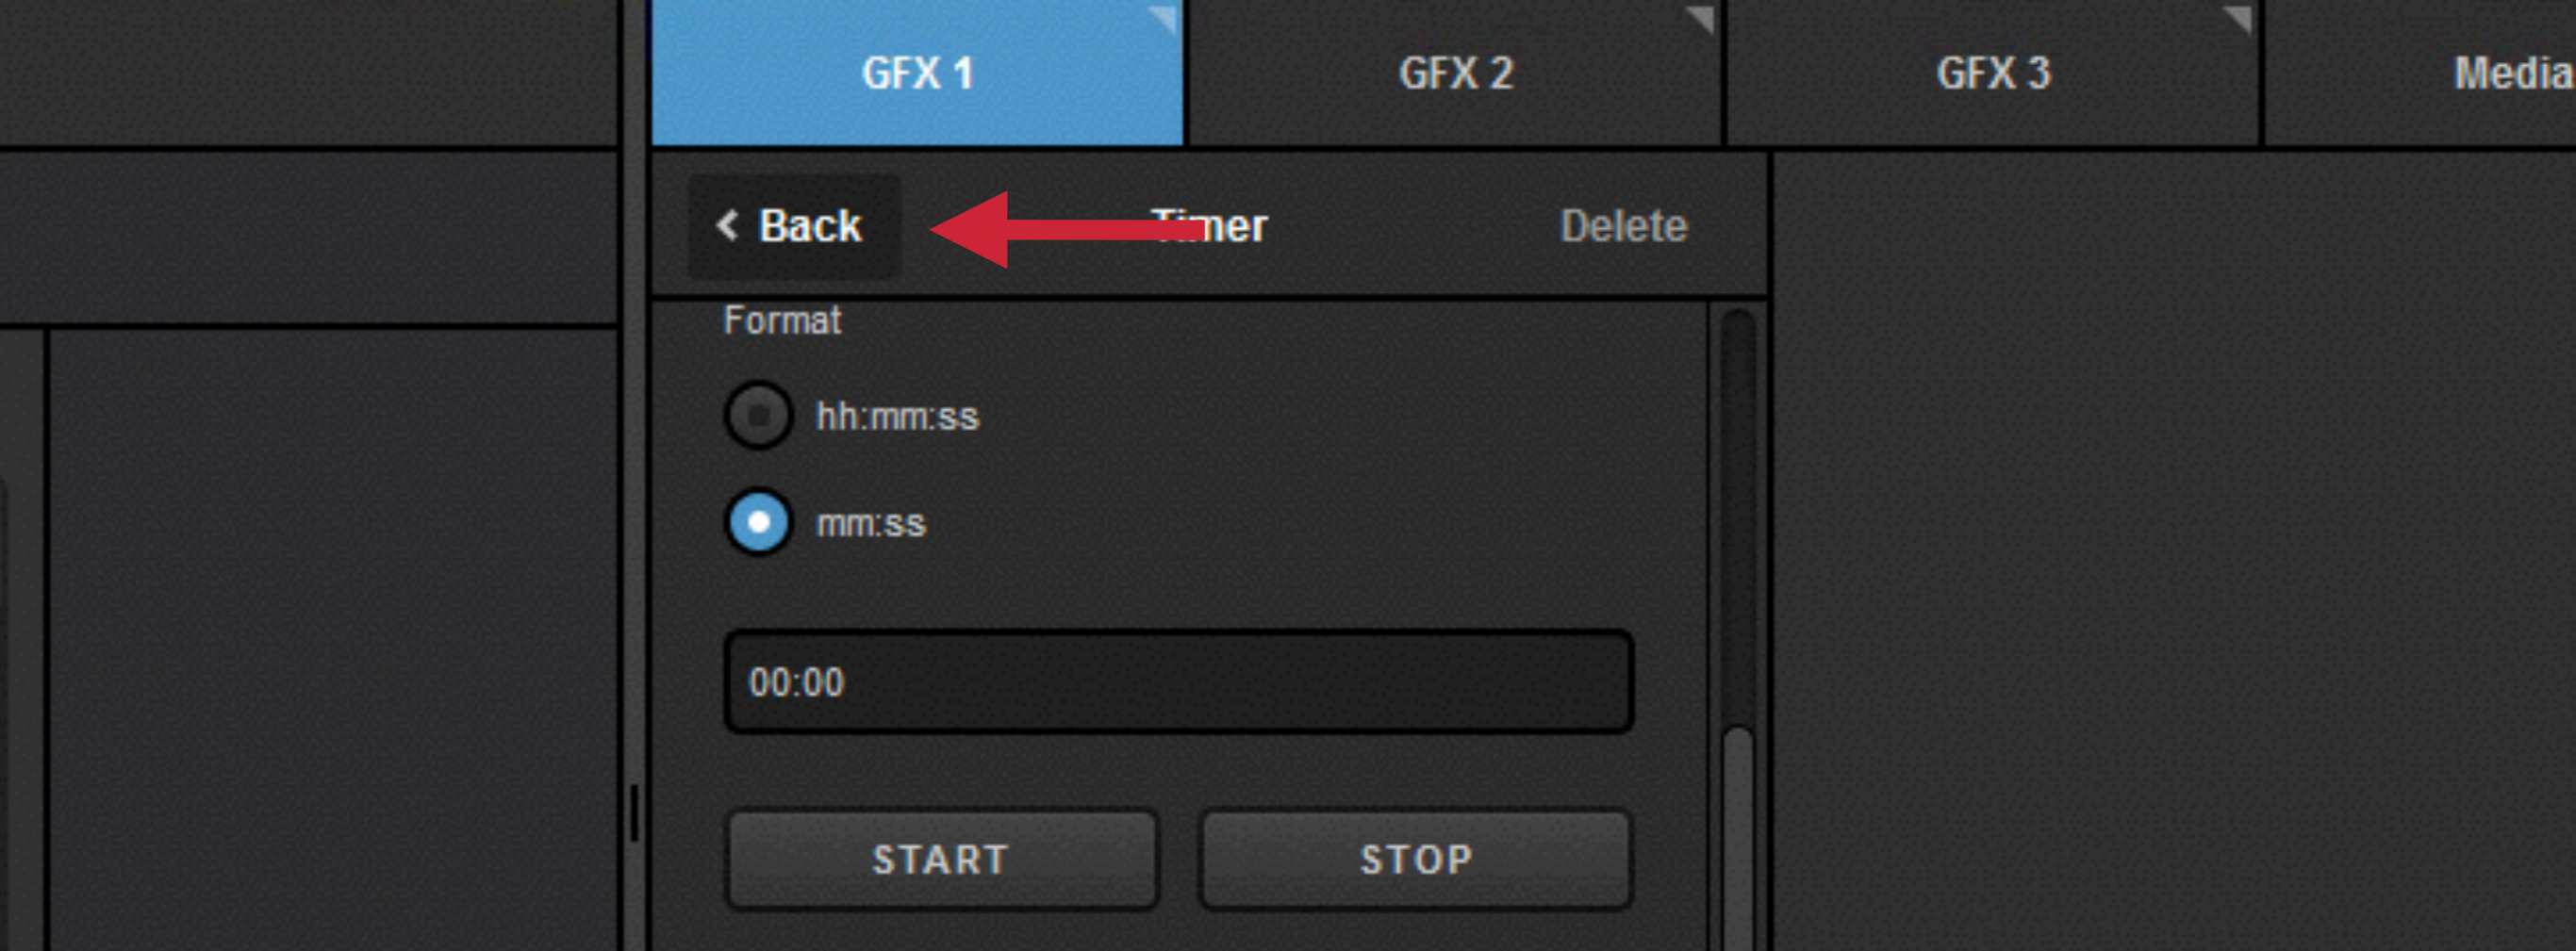 GFX 1 GFX 2 GFX 3 Media
Back Timer Delete
Format
hh:mm:ss
mm:ss
00:00
START STOP